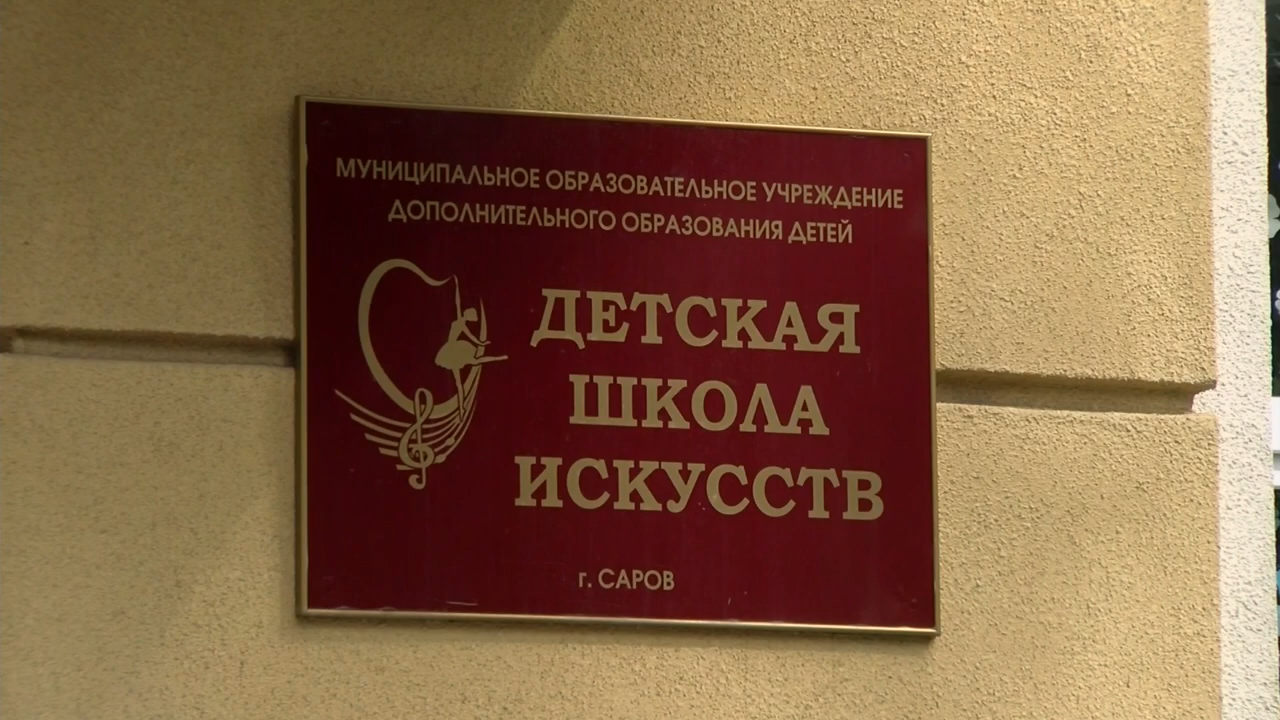 МУНИЦИПАЛЬНОЕ ОБРАЗОВАТЕЛЬНОЕ УЧРЕЖДЕНИЕ
ДОПОЛНИТЕЛЬНОГО ОБРАЗОВАНИЯ ДЕТЕЙ
ДЕТСКАЯ
ШКОЛА
ИСКУССТВ
г. САРОВ